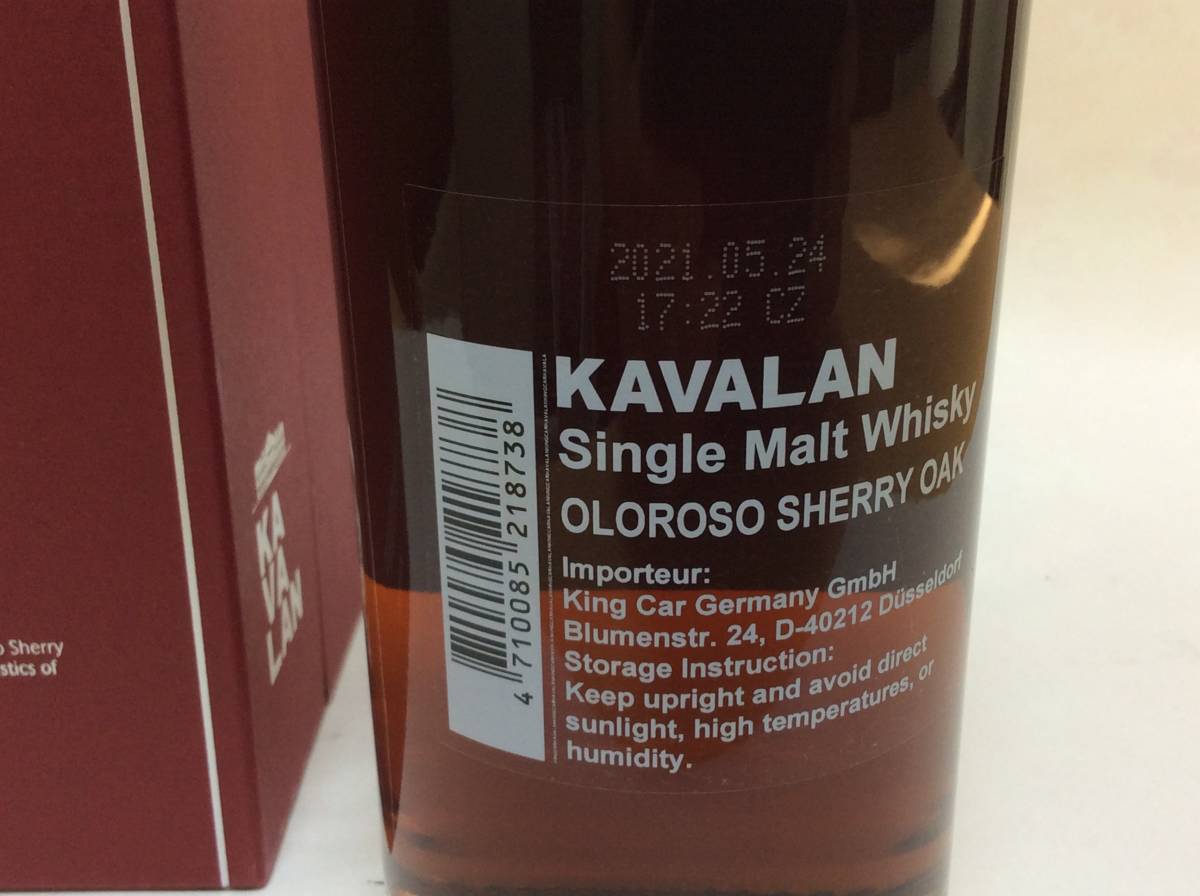 2021.05.24
17:22 CZ
KAVALAN
Single Malt Whisky
OLOROSO SHERRY OAK
Importeur:
King Car Germany GmbH
Blumenstr. 24, D-40212 Düsseldorf
Storage Instruction:
Keep upright and avoid direct
sunlight, high temperatures, or
humidity.
4 710085 218738
KA
VA
LAN
Sherry
of